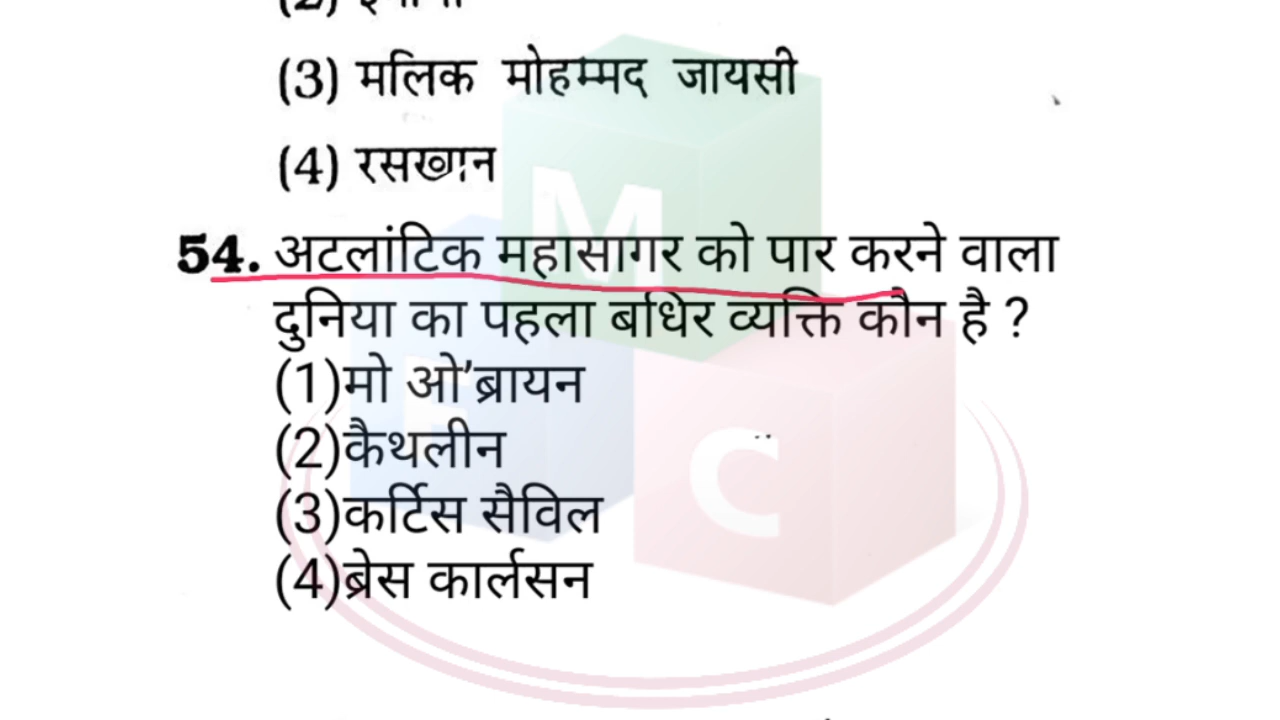 (3) मलिक मोहम्मद जायसी
(4) रसखान
M
54. अटलांटिक महासागर को पार करने वाला
दुनिया का पहला बधिर व्यक्ति कौन है ?
(1)मो ओ'ब्रायन
E
(2)कैथलीन
C
(3)कर्टिस सैविल
(4)ब्रेस कार्लसन